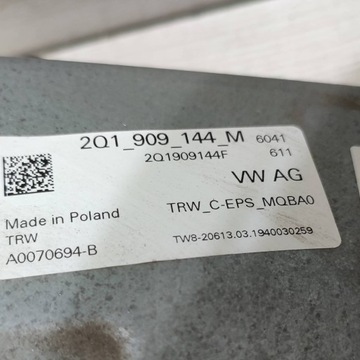 2Q1_909_144_M 6041
2Q1909144F 611
VW AG
Made in Poland
TRW_C-EPS_MQBA0
TRW
A0070694-B
TW8-20613.03.1940030259